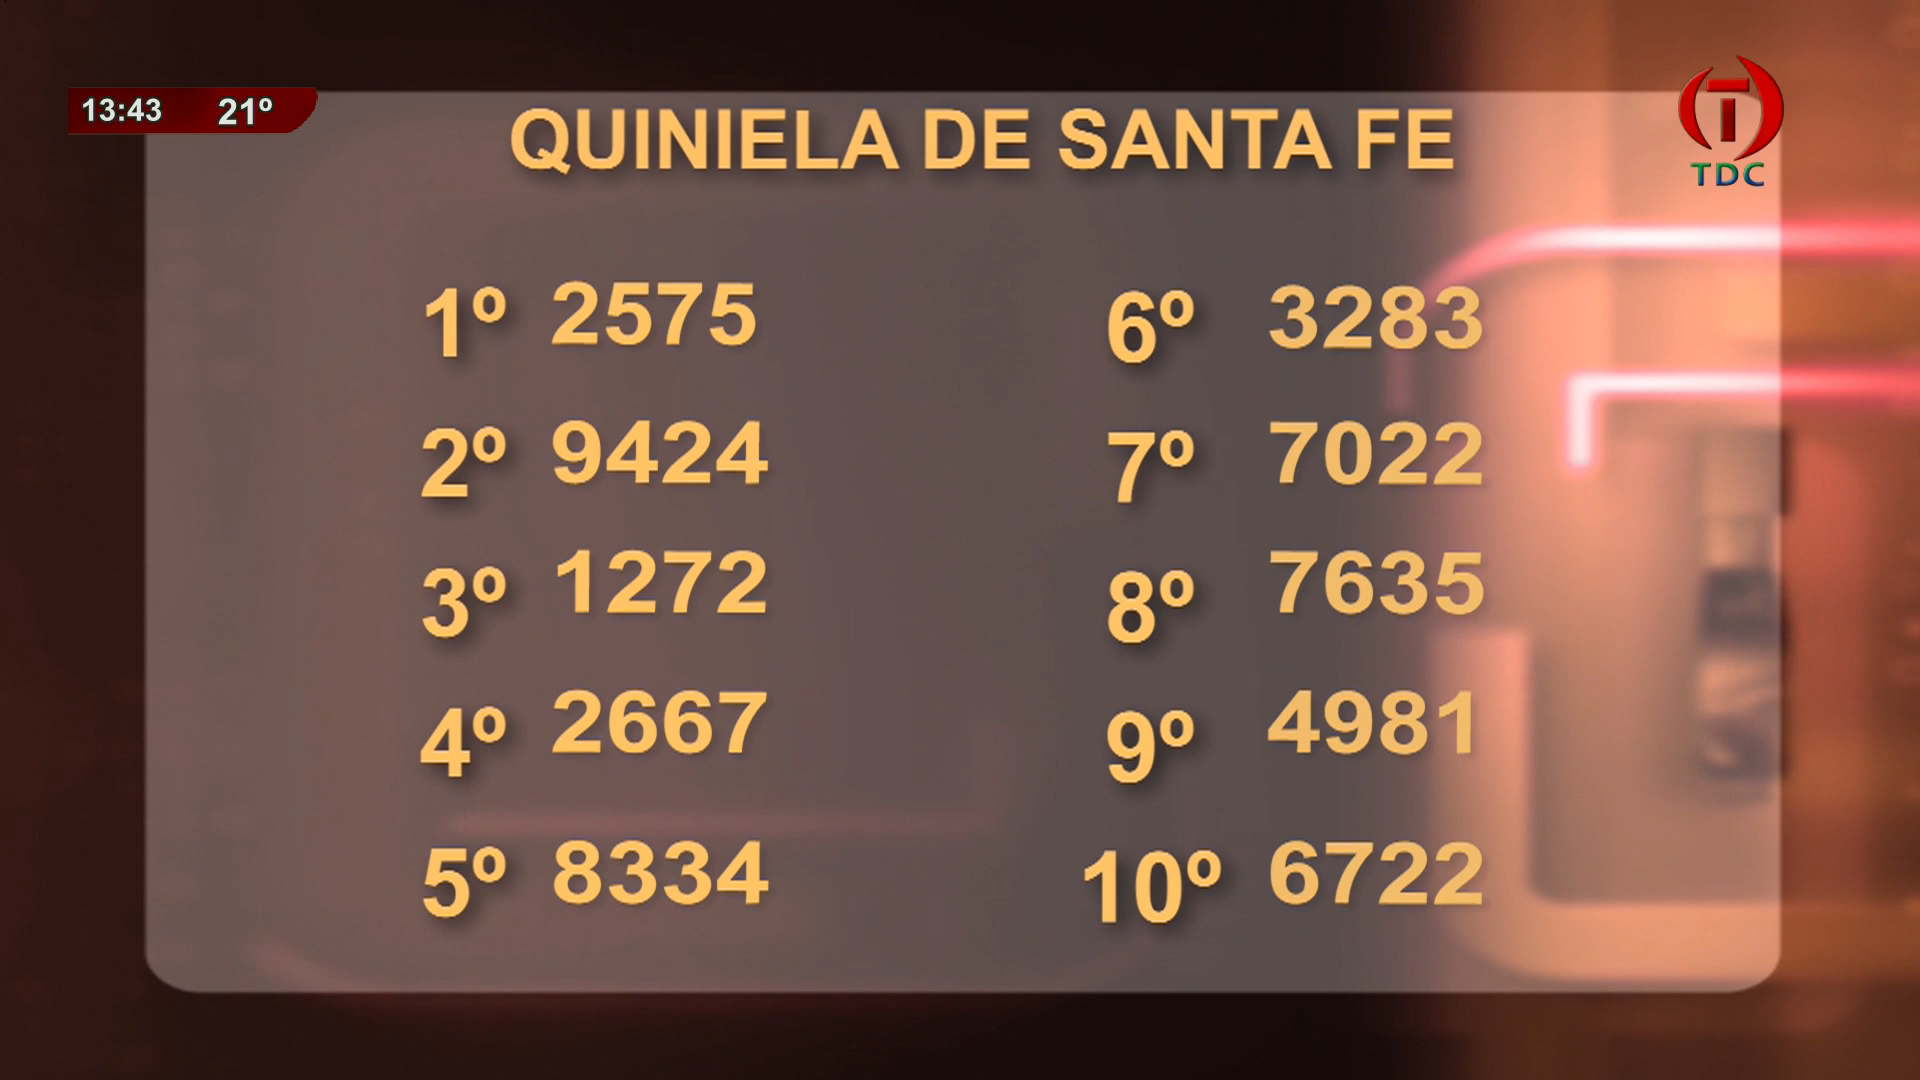 13:43 21º
QUINIELA DE SANTA FE
TDC
1º 2575
2º 9424
3º 1272
4º 2667
5º 8334
6º 3283
7º 7022
8º 7635
9º 4981
10º 6722